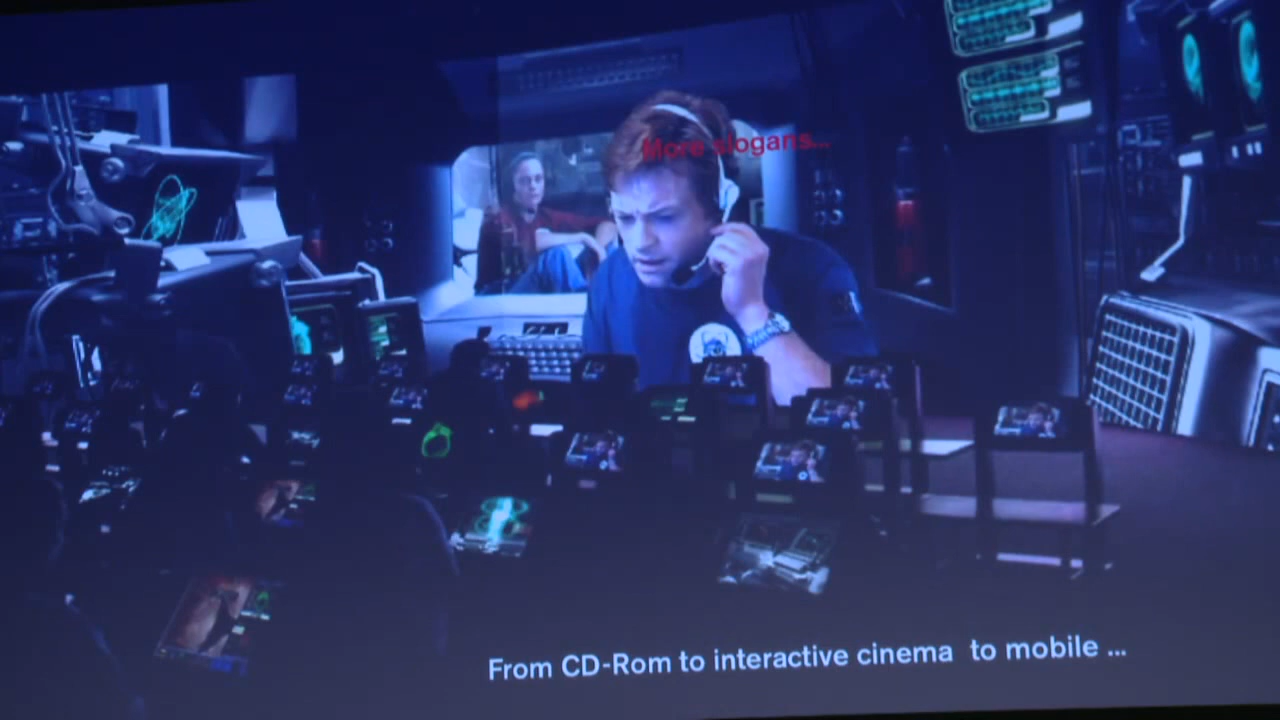 More slogans...
From CD-Rom to interactive cinema to mobile ...